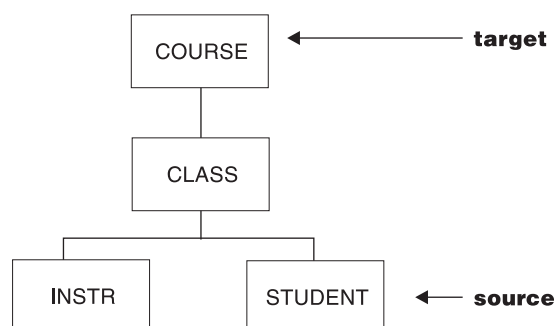 COURSE
target
CLASS
INSTR
STUDENT
source